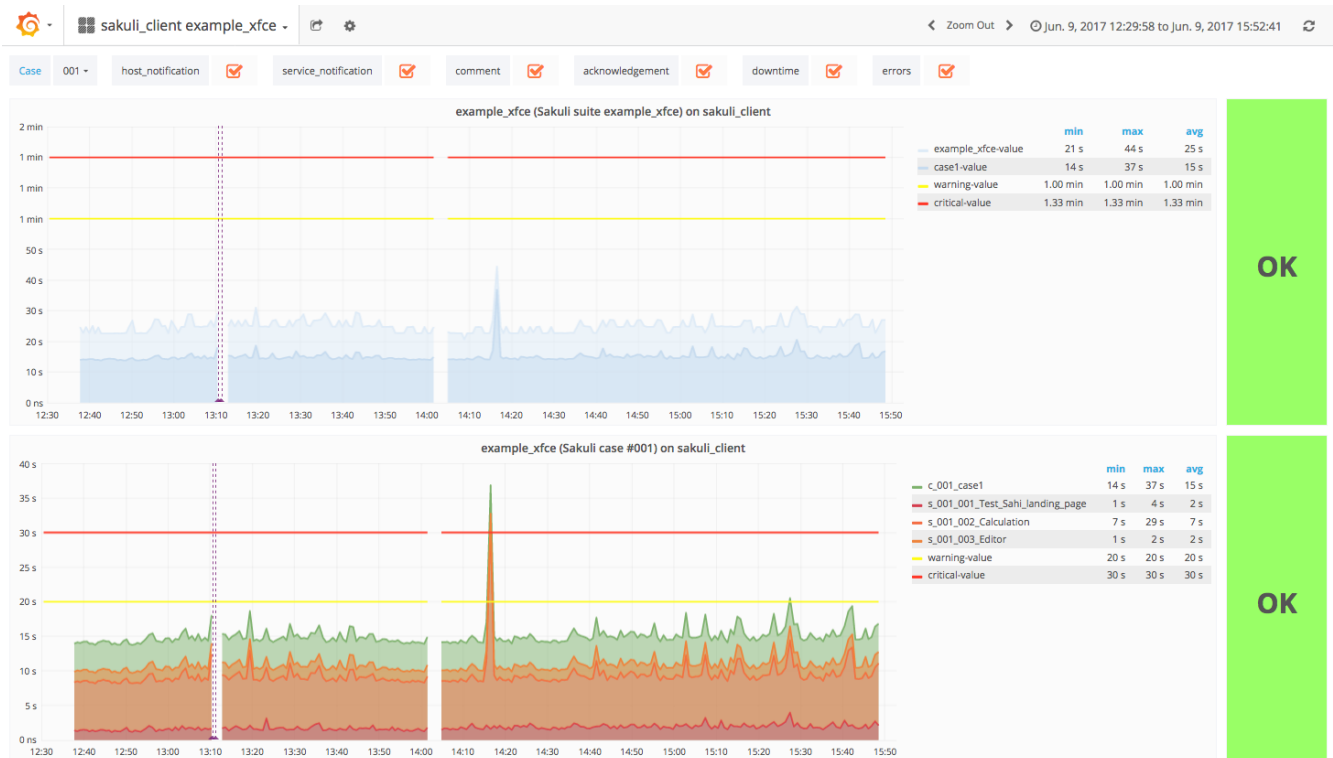 sakuli_client example_xfce
Zoom Out
Jun. 9, 2017 12:29:58 to Jun. 9, 2017 15:52:41
Case 001 host_notification service_notification comment acknowledgement downtime errors
example_xfce (Sakuli suite example_xfce) on sakuli_client
2 min
1 min
1 min
1 min
50 s
40 s
30 s
20 s
10 s
0 ns
12:30 12:40 12:50 13:00 13:10 13:20 13:30 13:40 13:50 14:00 14:10 14:20 14:30 14:40 14:50 15:00 15:10 15:20 15:30 15:40 15:50
min max avg
example_xfce-value 21 s 44 s 25 s
case1-value 14 s 37 s 15 s
warning-value 1.00 min 1.00 min 1.00 min
critical-value 1.33 min 1.33 min 1.33 min
OK
example_xfce (Sakuli case #001) on sakuli_client
40 s
35 s
30 s
25 s
20 s
15 s
10 s
5 s
0 ns
12:30 12:40 12:50 13:00 13:10 13:20 13:30 13:40 13:50 14:00 14:10 14:20 14:30 14:40 14:50 15:00 15:10 15:20 15:30 15:40 15:50
min max avg
c_001_case1 14 s 37 s 15 s
s_001_001_Test_Sahi_landing_page 1 s 4 s 2 s
s_001_002_Calculation 7 s 29 s 7 s
s_001_003_Editor 1 s 2 s 2 s
warning-value 20 s 20 s 20 s
critical-value 30 s 30 s 30 s
OK